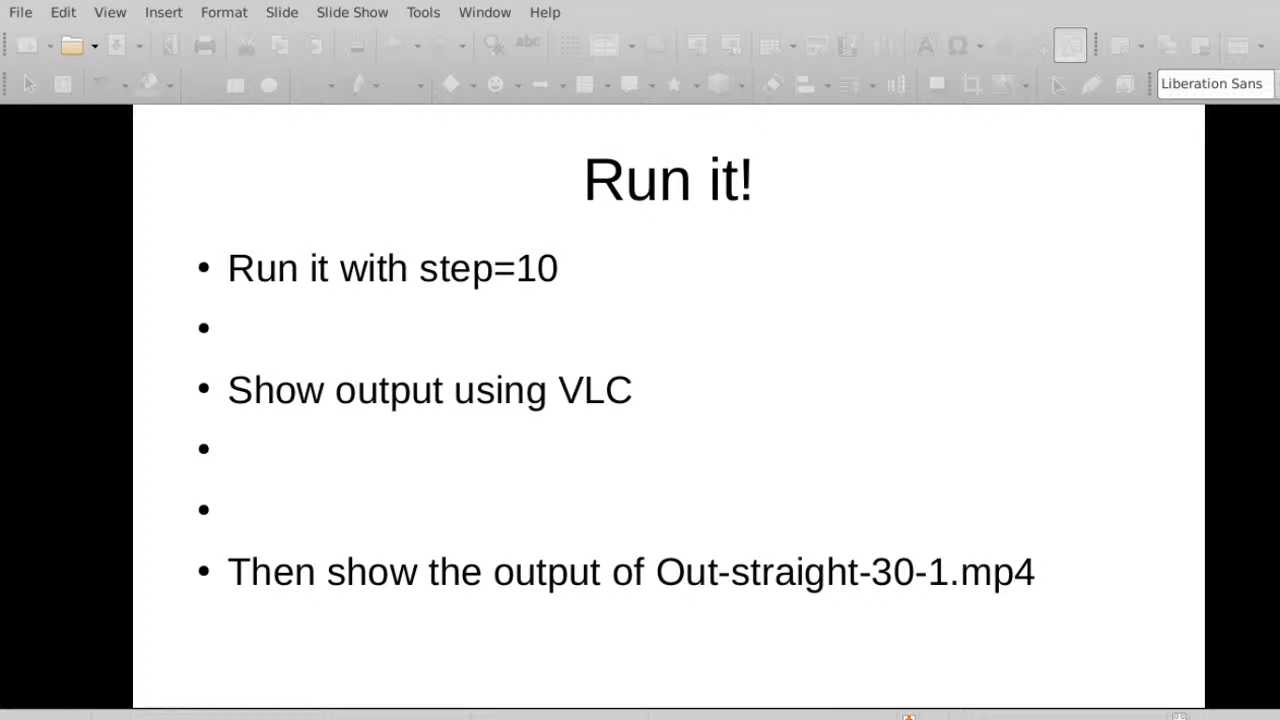 File Edit View Insert Format Slide Slide Show Tools Window Help
Liberation Sans
Run it!
• Run it with step=10
•
• Show output using VLC
•
•
• Then show the output of Out-straight-30-1.mp4